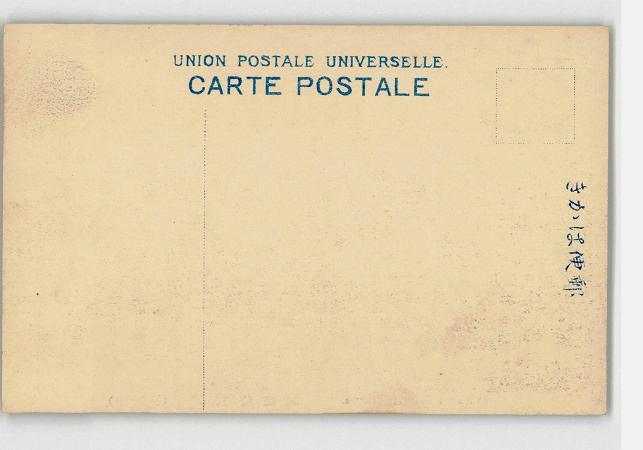 UNION POSTALE UNIVERSELLE.
CARTE POSTALE
きかは便郵